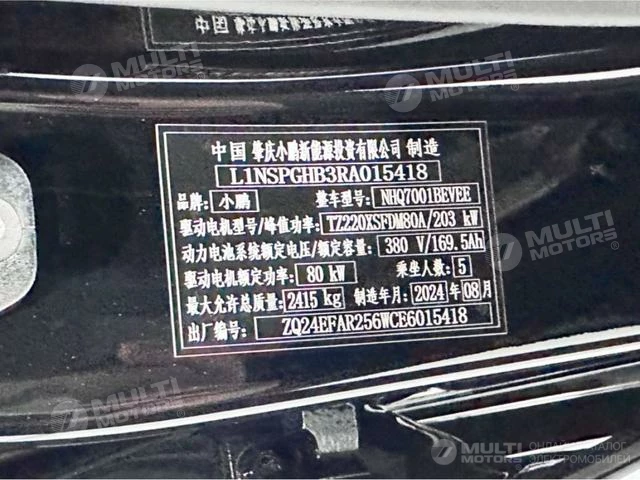 中国 肇庆小鹏新能源投资有限公司 制造
L1NSPGHB3RA015418
品牌: 小鹏 整车型号: NHQ7001BEVEE
驱动电机型号/峰值功率: TZ220XSFDM80A/203 kW
动力电池系统额定电压/额定容量: 380 V/169.5Ah
驱动电机额定功率: 80 kW 乘坐人数: 5
最大允许总质量: 2415 kg 制造年月: 2024年08月
出厂编号: ZQ24EFAR256WCE6015418
MULTI MOTORS
MULTI MOTORS
MULTI MOTORS
MULTI MOTORS
MULTI MOTORS ОНЛАЙН-КАТАЛОГ ЭЛЕКТРОМОБИЛЕЙ